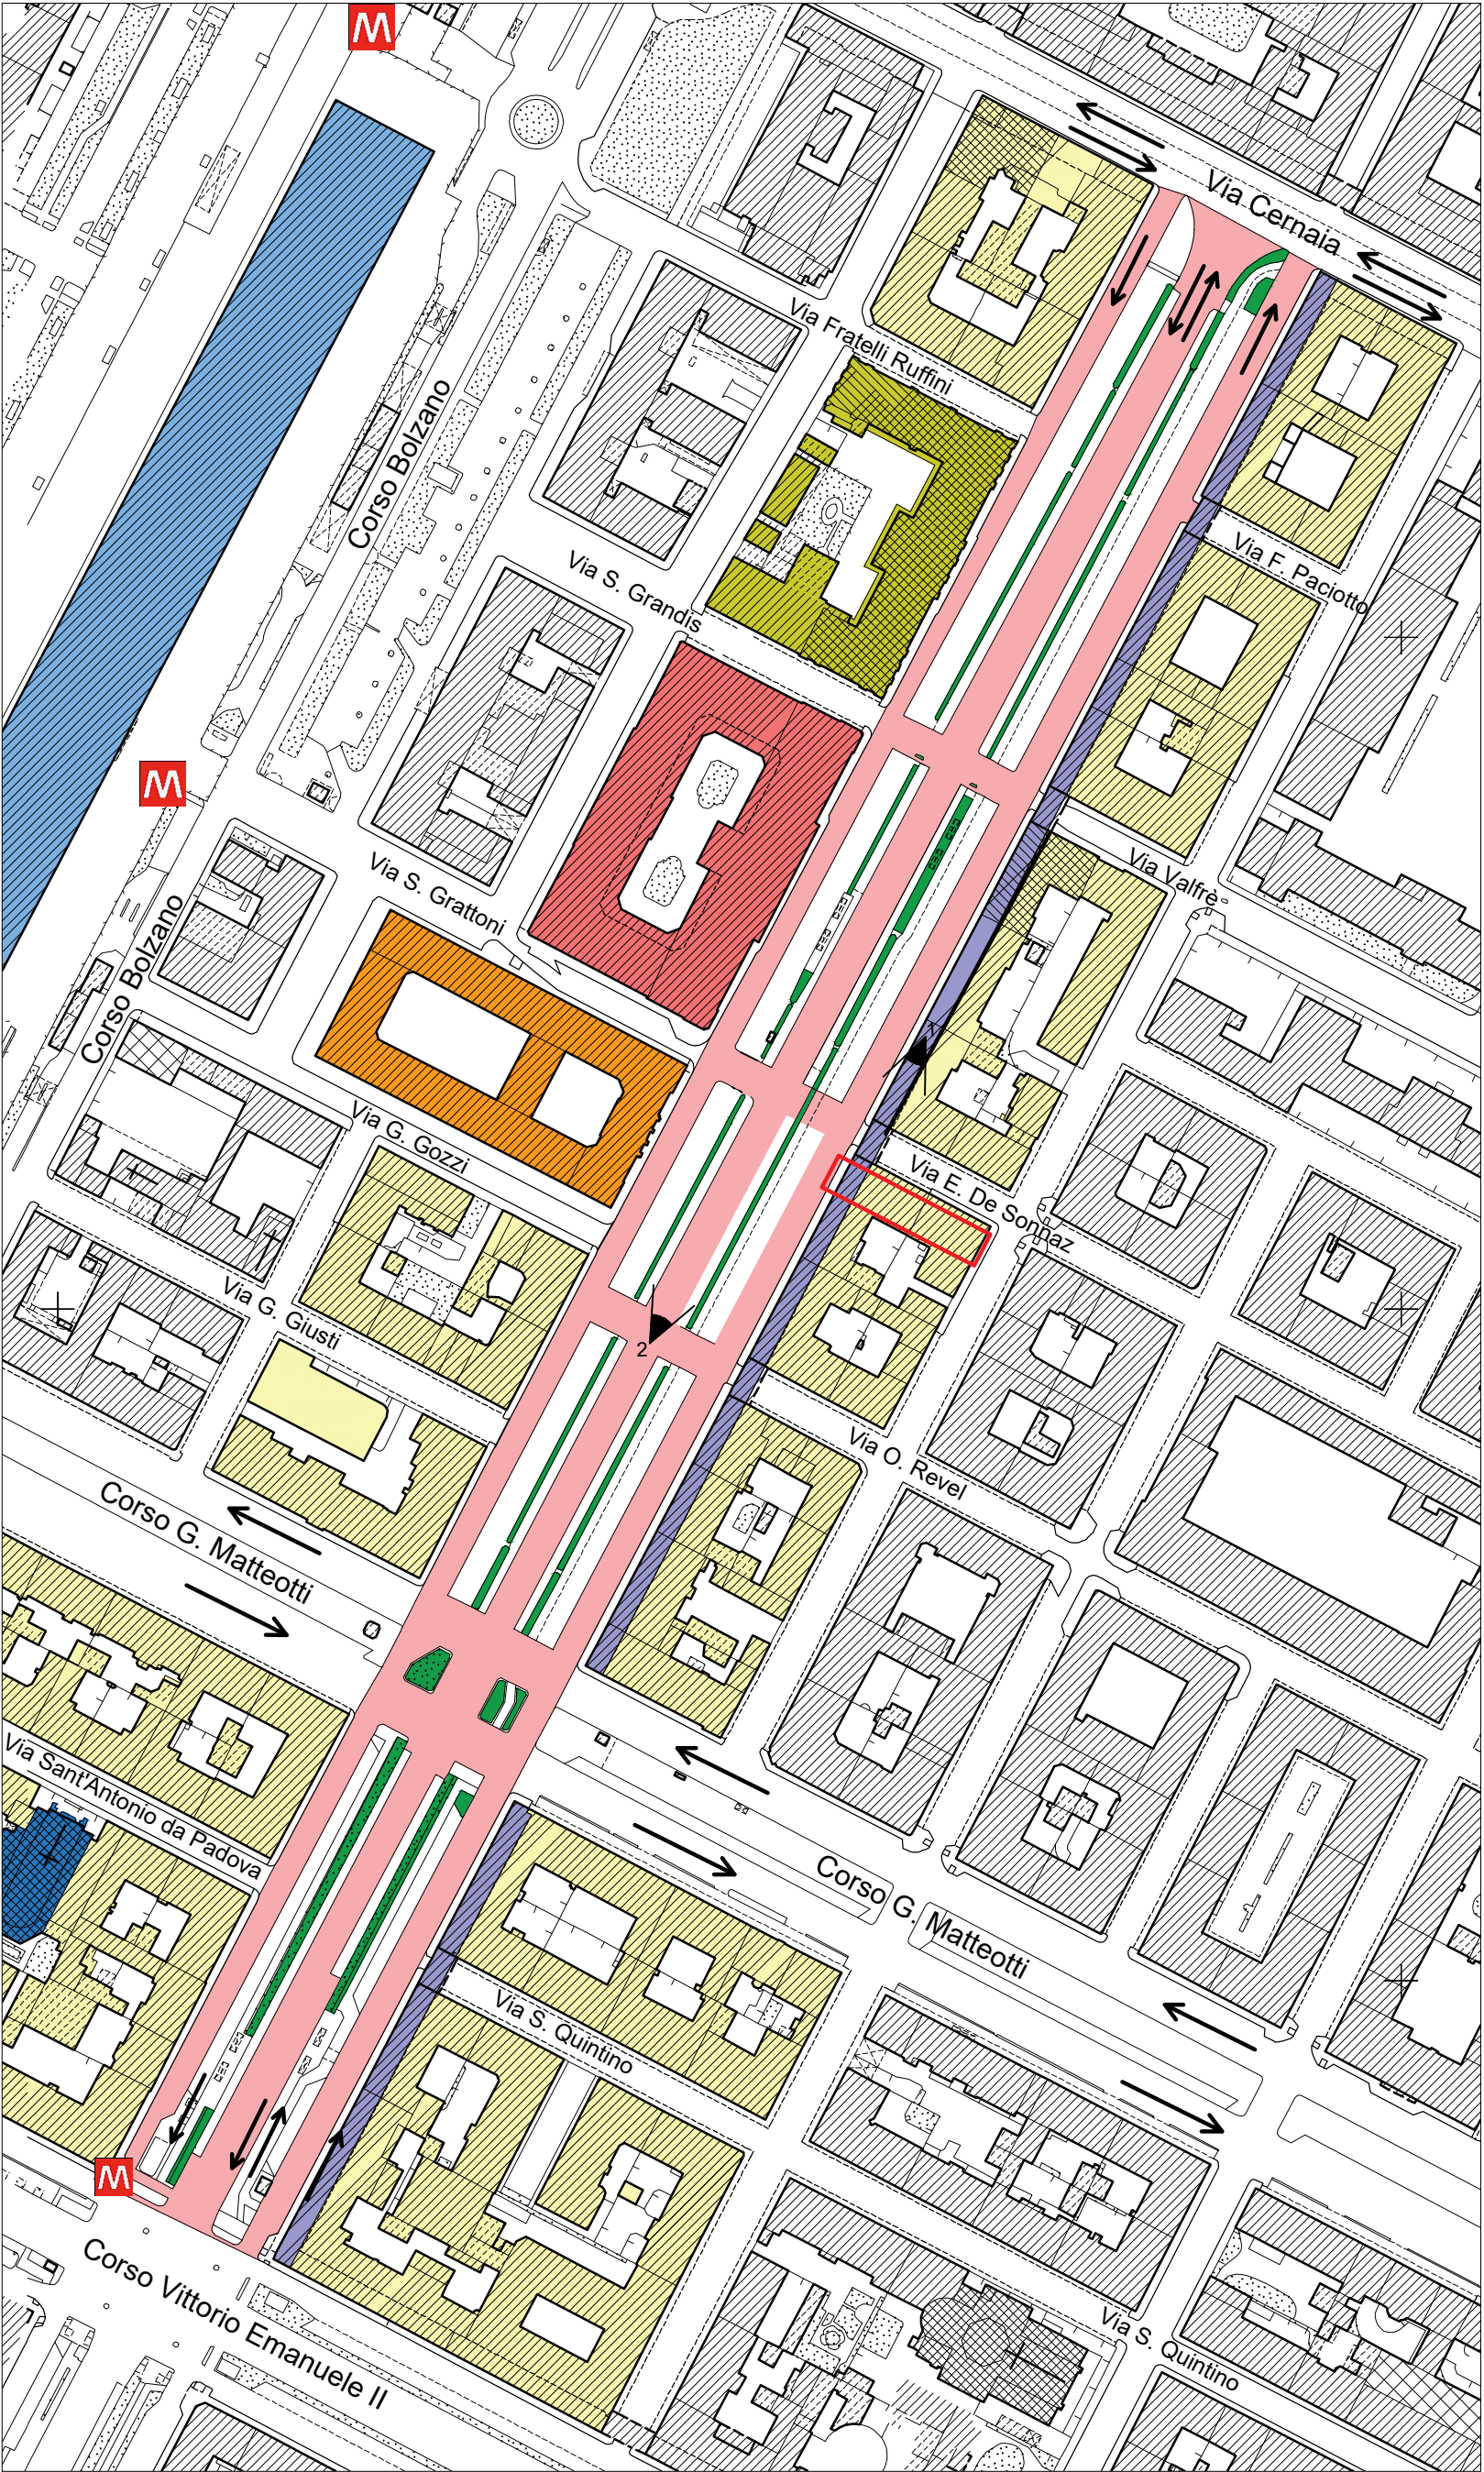 M
Via Cernaia
Via Fratelli Ruffini
Corso Bolzano
Via F. Paciotto
Via S. Grandis
M
Via Valfrè
Via S. Grattoni
Corso Bolzano
1
Via G. Gozzi
Via E. De Sonnaz
Via G. Giusti
2
Via O. Revel
Corso G. Matteotti
Via Sant'Antonio da Padova
Corso G. Matteotti
Via S. Quintino
M
Corso Vittorio Emanuele II
Via S. Quintino